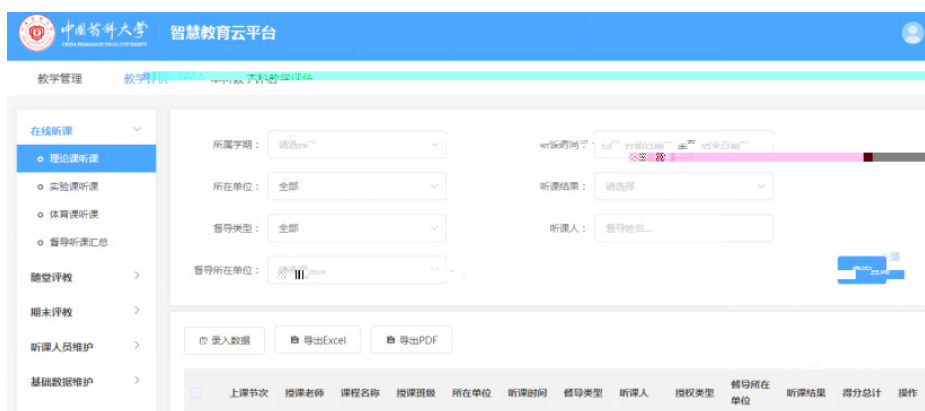 中国药科大学
CHINA PHARMACEUTICAL UNIVERSITY
智慧教育云平台
教学管理
在线听课
理论课听课
实验课听课
体育课听课
督导听课汇总
随堂评教
期末评教
听课人员维护
基础数据维护
所属学期：
所在单位： 全部
听课结果： 请选择
督导类型： 全部
听课人： 督导姓名...
督导所在单位：
录入数据 导出Excel 导出PDF
上课节次 授课老师 课程名称 授课班级 所在单位 听课时间 督导类型 听课人 授权类型 督导所在单位 听课结果 得分总计 操作